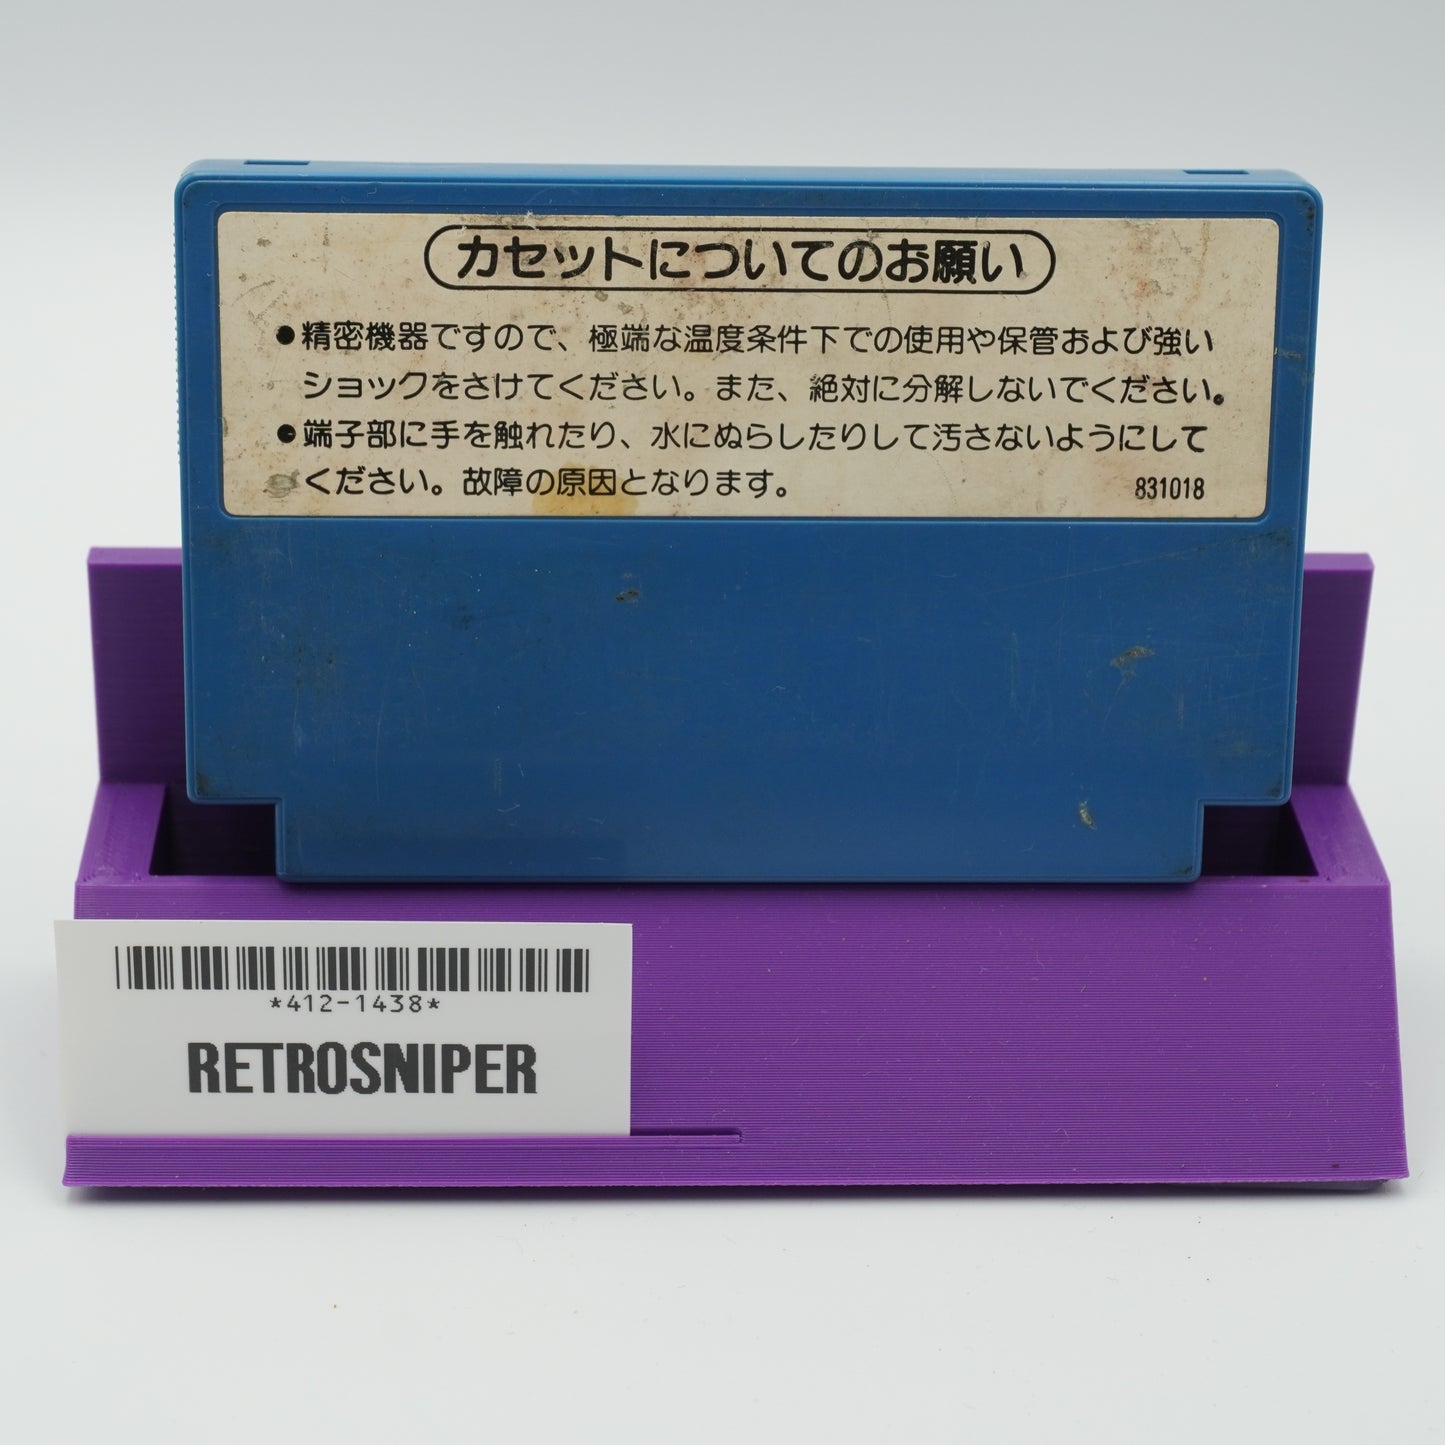 カセットについてのお願い
●精密機器ですので、極端な温度条件下での使用や保管および強い
ショックをさけてください。また、絶対に分解しないでください。
●端子部に手を触れたり、水にぬらしたりして汚さないようにして
ください。故障の原因となります。
831018
*412-1438*
RETROSNIPER